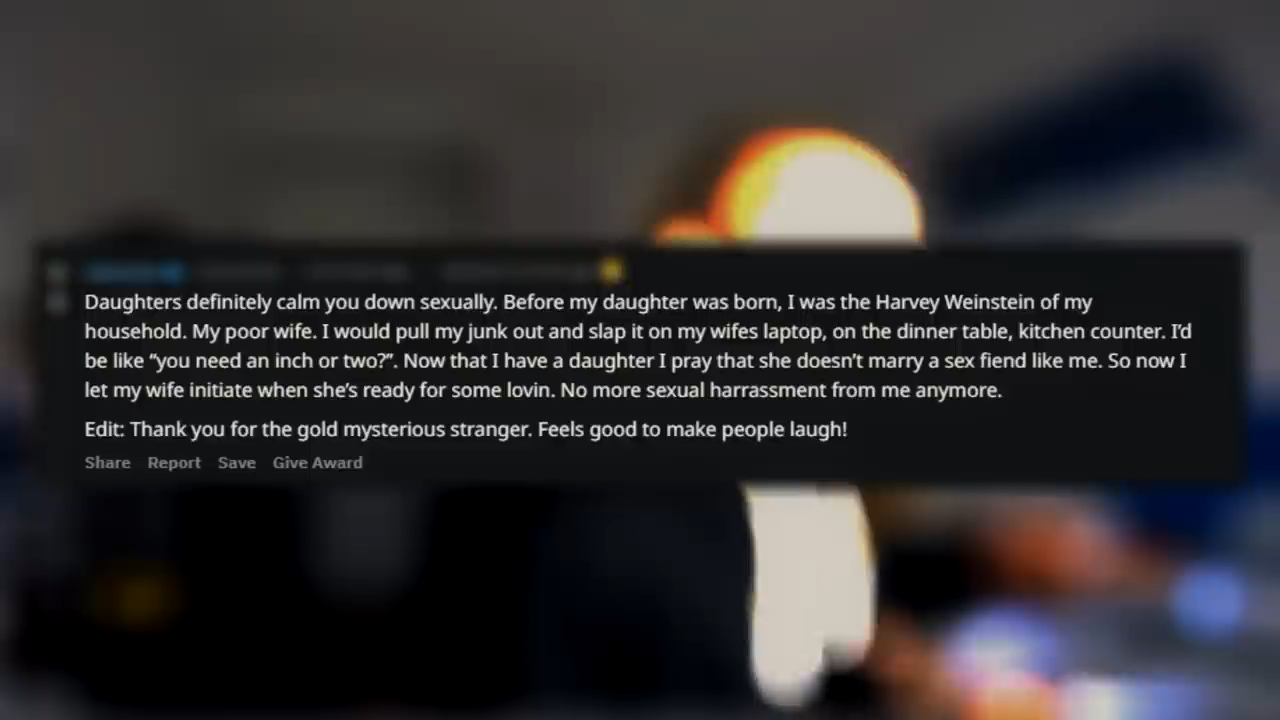 Daughters definitely calm you down sexually. Before my daughter was born, I was the Harvey Weinstein of my
household. My poor wife. I would pull my junk out and slap it on my wifes laptop, on the dinner table, kitchen counter. I’d
be like “you need an inch or two?”. Now that I have a daughter I pray that she doesn’t marry a sex fiend like me. So now I
let my wife initiate when she’s ready for some lovin. No more sexual harrassment from me anymore.
Edit: Thank you for the gold mysterious stranger. Feels good to make people laugh!
Share Report Save Give Award